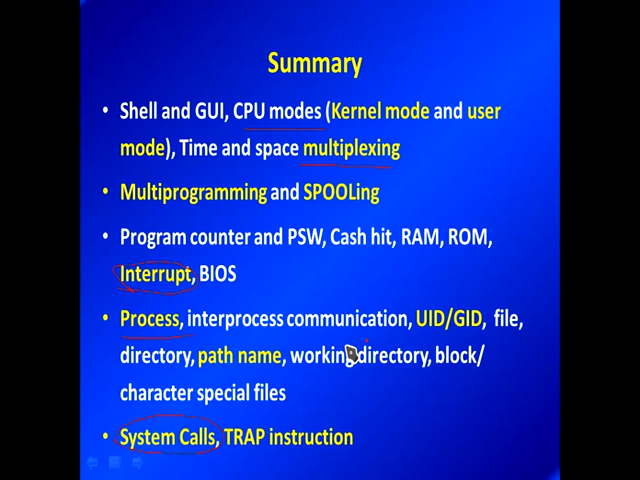 Summary
• Shell and GUI, CPU modes (Kernel mode and user
mode), Time and space multiplexing
• Multiprogramming and SPOOLing
• Program counter and PSW, Cash hit, RAM, ROM,
Interrupt, BIOS
• Process, interprocess communication, UID/GID, file,
directory, path name, working directory, block/
character special files
• System Calls, TRAP instruction